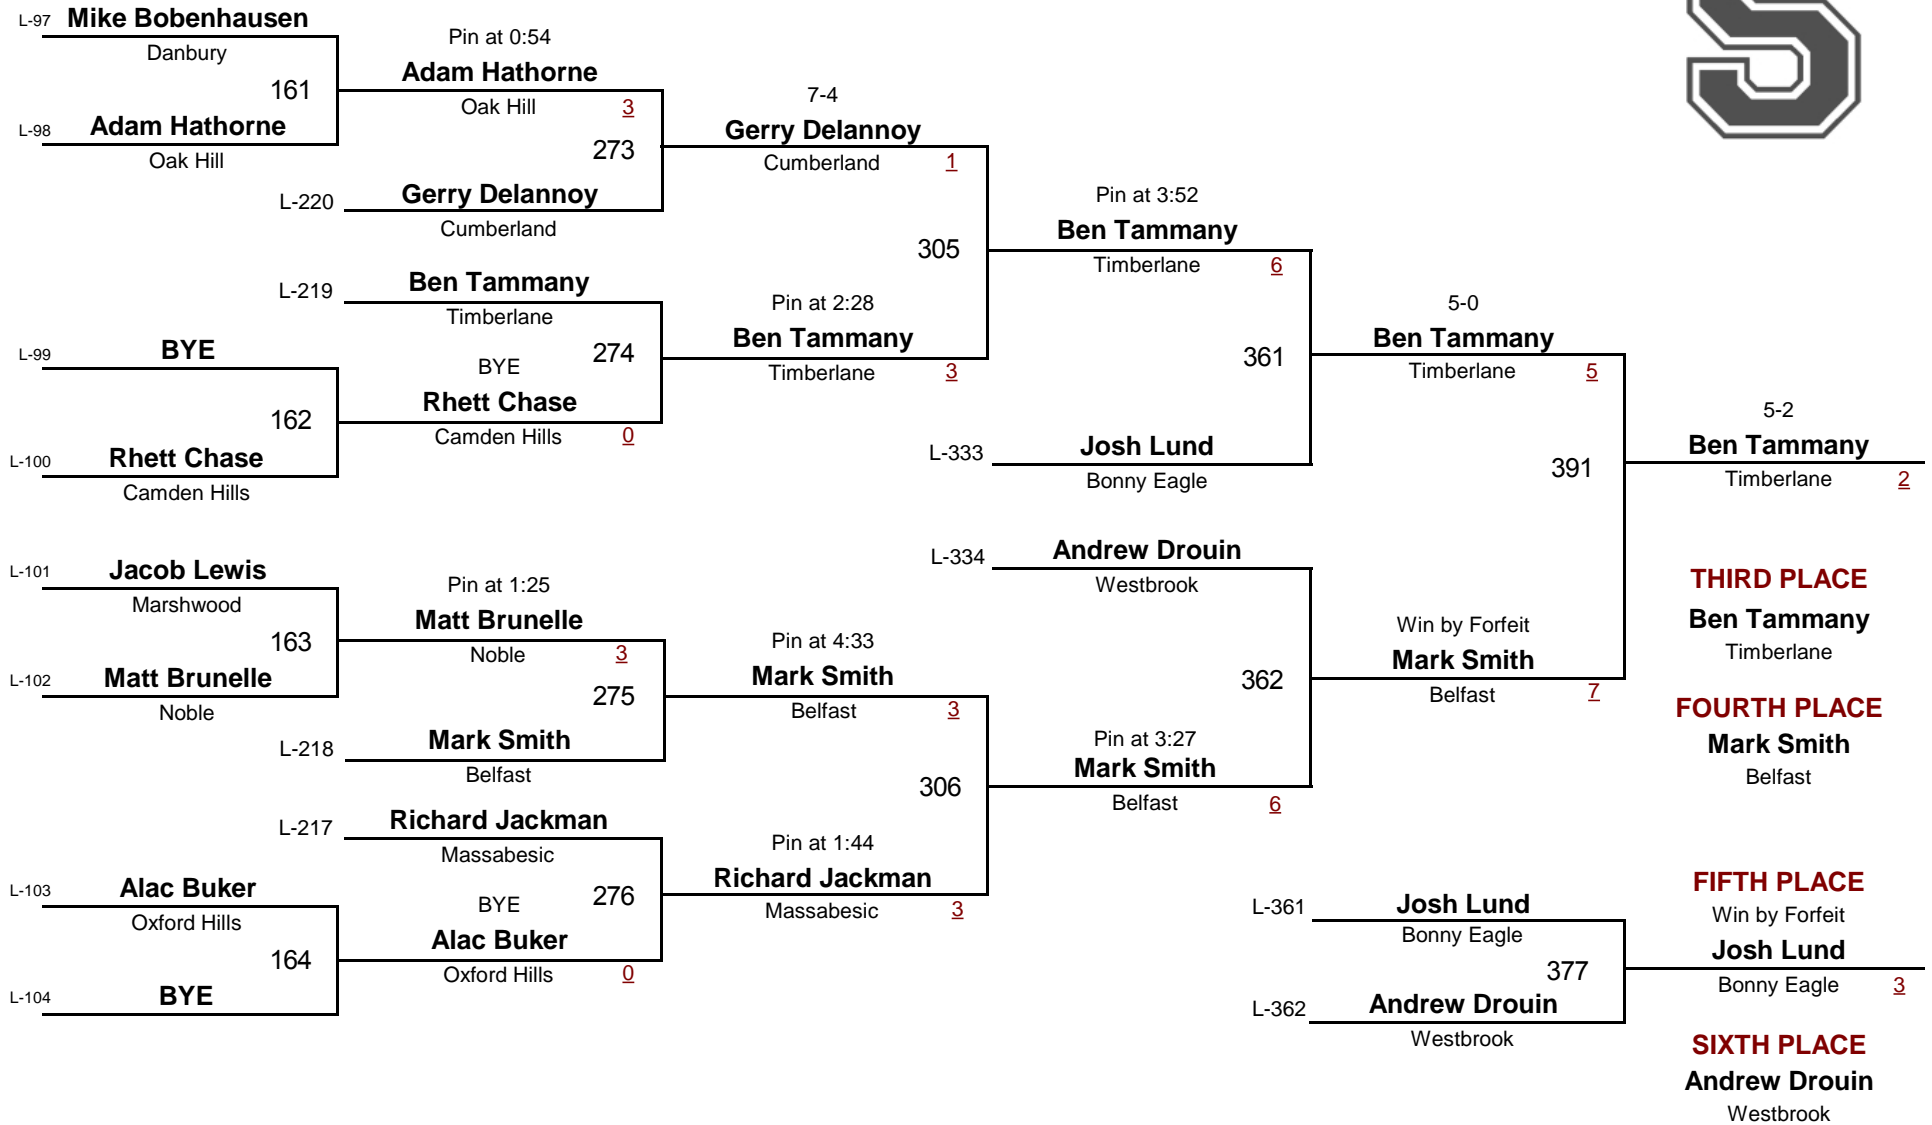 L-97 Mike Bobenhausen
Danbury
161
L-98 Adam Hathorne
Oak Hill
L-99 BYE
162
L-100 Rhett Chase
Camden Hills
L-101 Jacob Lewis
Marshwood
163
L-102 Matt Brunelle
Noble
L-103 Alac Buker
Oxford Hills
164
L-104 BYE
Pin at 0:54
Adam Hathorne
Oak Hill 3
273
L-220 Gerry Delannoy
Cumberland
L-219 Ben Tammany
Timberlane
274
BYE
Rhett Chase
Camden Hills 0
Pin at 1:25
Matt Brunelle
Noble 3
275
L-218 Mark Smith
Belfast
L-217 Richard Jackman
Massabesic
276
BYE
Alac Buker
Oxford Hills 0
7-4
Gerry Delannoy
Cumberland 1
305
Pin at 2:28
Ben Tammany
Timberlane 3
Pin at 4:33
Mark Smith
Belfast 3
306
Pin at 1:44
Richard Jackman
Massabesic 3
Pin at 3:52
Ben Tammany
Timberlane 6
361
L-333 Josh Lund
Bonny Eagle
L-334 Andrew Drouin
Westbrook
362
Pin at 3:27
Mark Smith
Belfast 6
5-0
Ben Tammany
Timberlane 5
391
Win by Forfeit
Mark Smith
Belfast 7
L-361 Josh Lund
Bonny Eagle
377
L-362 Andrew Drouin
Westbrook
S
5-2
Ben Tammany
Timberlane 2
THIRD PLACE
Ben Tammany
Timberlane
FOURTH PLACE
Mark Smith
Belfast
FIFTH PLACE
Win by Forfeit
Josh Lund
Bonny Eagle 3
SIXTH PLACE
Andrew Drouin
Westbrook